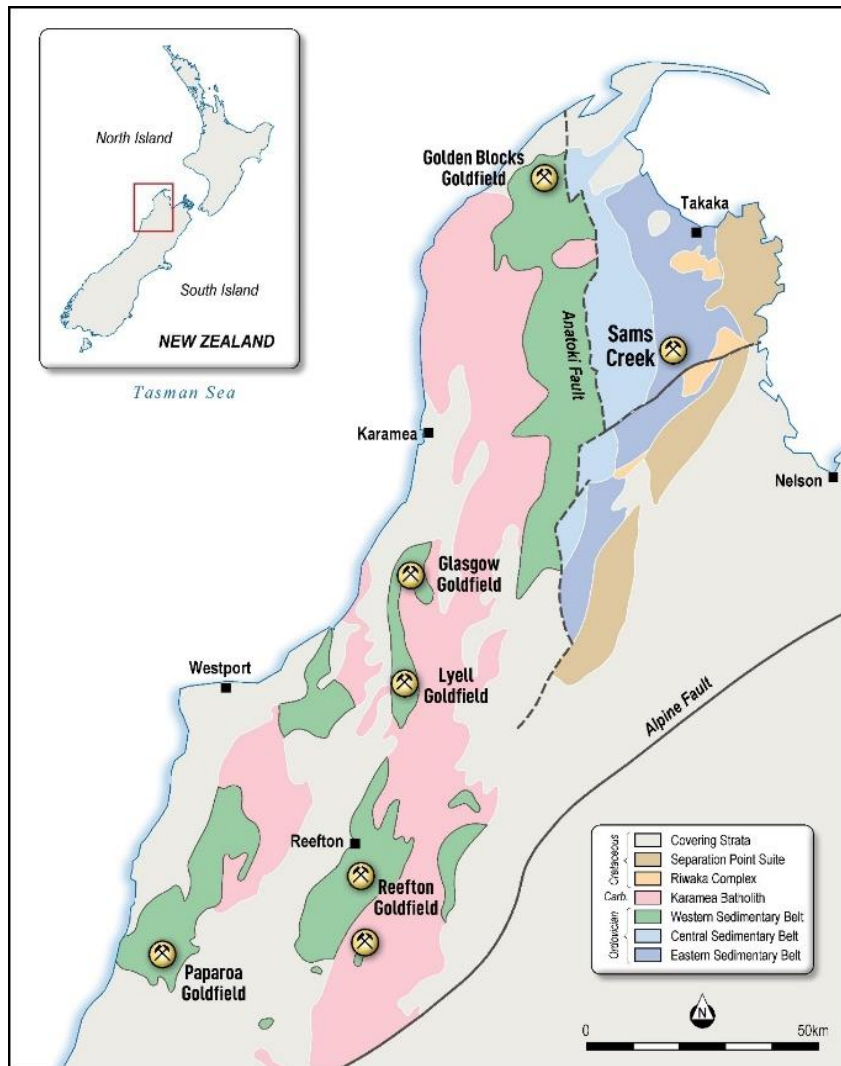 North Island
South Island
NEW ZEALAND
Tasman Sea
Golden Blocks
Goldfield
Takaka
Anatoki Fault
Sams
Creek
Karamea
Nelson
Glasgow
Goldfield
Westport
Lyell
Goldfield
Alpine Fault
Reefton
Reefton
Goldfield
Paparoa
Goldfield
Cretaceous
Covering Strata
Separation Point Suite
Riwaka Complex
Carb.
Karamea Batholith
Ordovician
Western Sedimentary Belt
Central Sedimentary Belt
Eastern Sedimentary Belt
N
0
50km